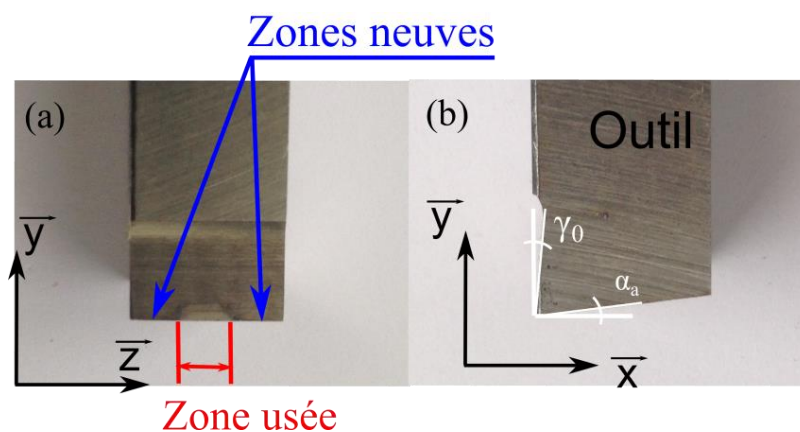 Zones neuves
(a)
y
z
Zone usée
(b)
Outil
y
γ0
αa
x